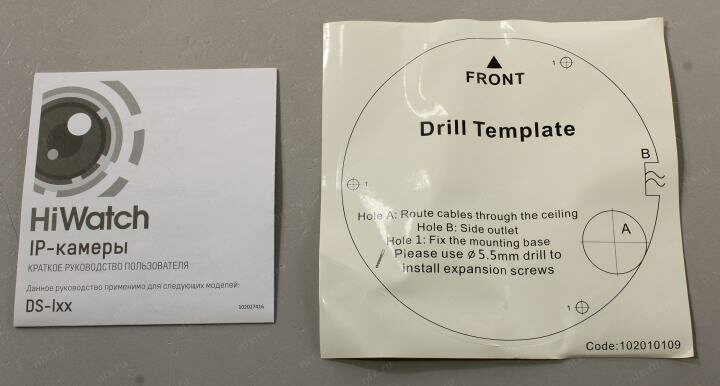 HiWatch
IP-камеры
КРАТКОЕ РУКОВОДСТВО ПОЛЬЗОВАТЕЛЯ
Данное руководство применимо для следующих моделей:
DS-Ixx
102027416
FRONT
1
Drill Template
B
1
Hole A: Route cables through the ceiling
Hole B: Side outlet
Hole 1: Fix the mounting base
Please use ø 5.5mm drill to
install expansion screws
A
1
Code:102010109